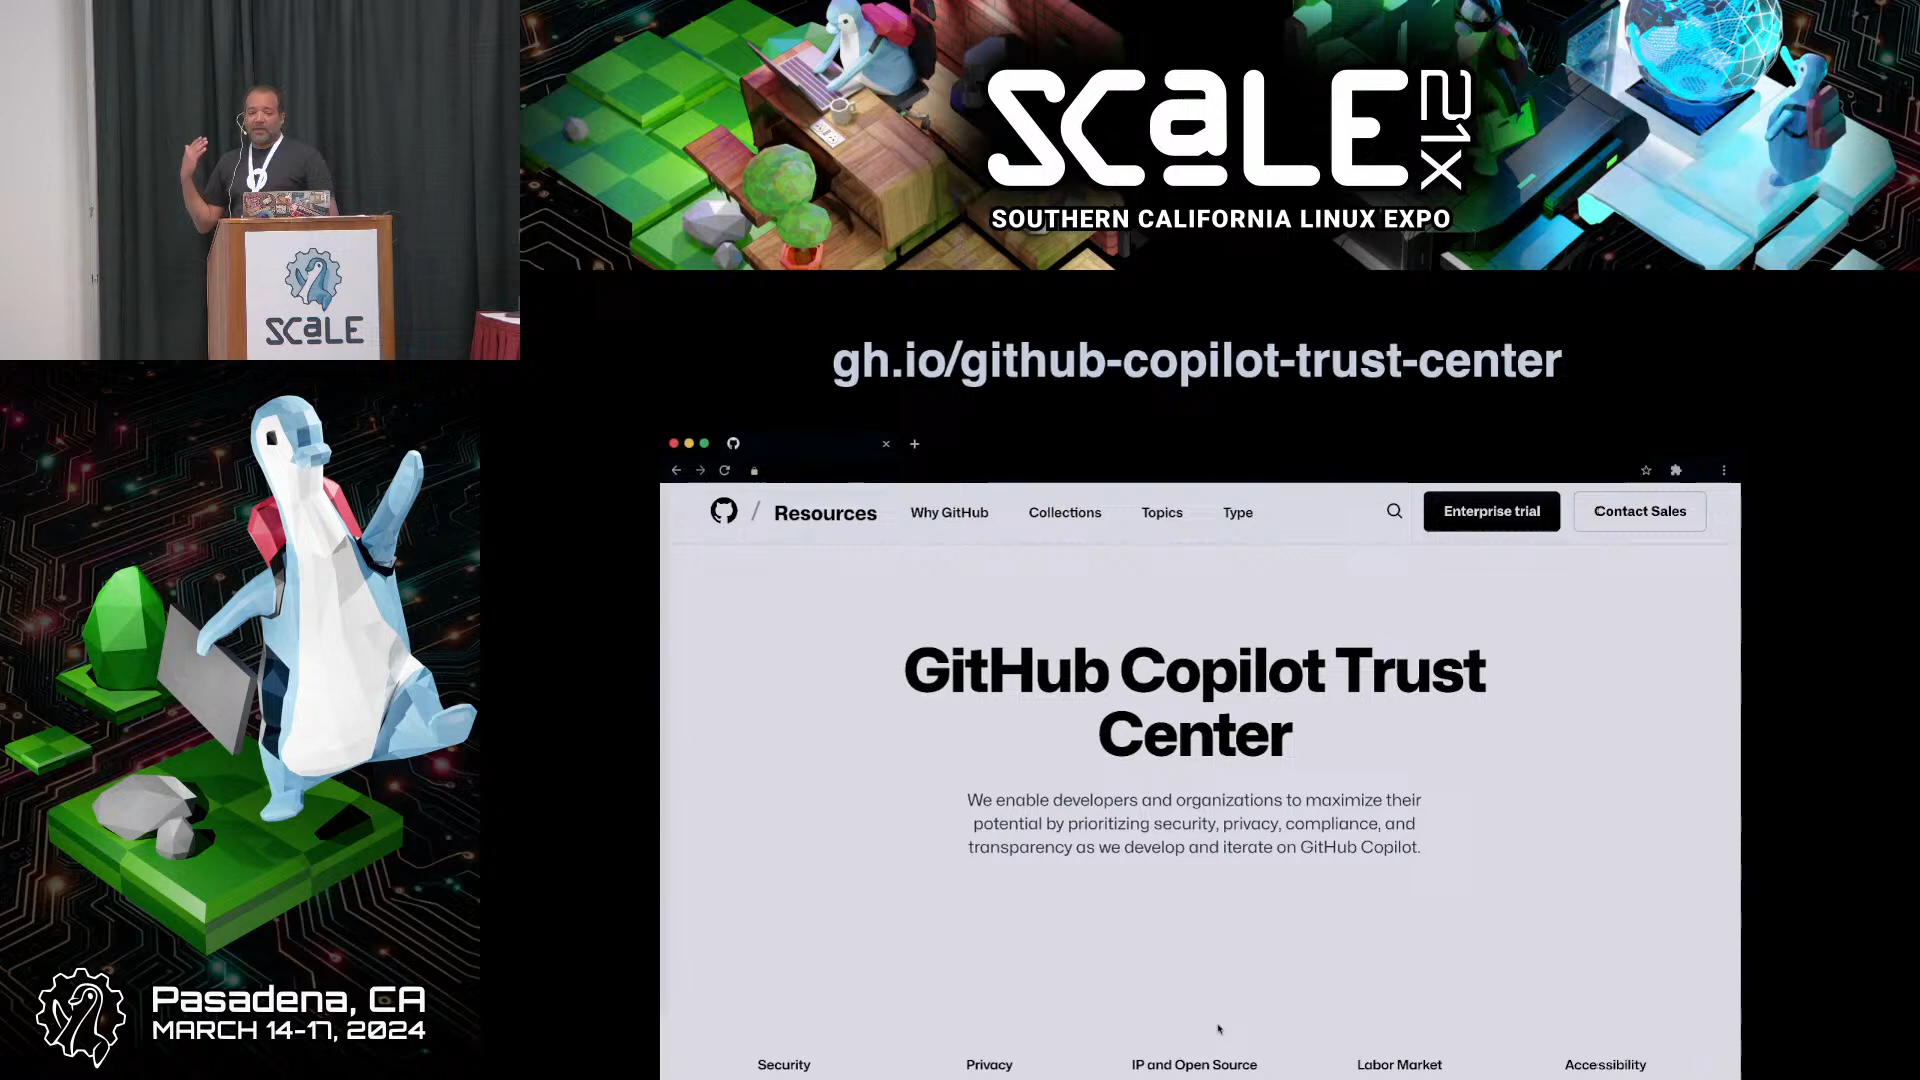 SCaLE
21X
SOUTHERN CALIFORNIA LINUX EXPO
SCaLE
gh.io/github-copilot-trust-center
/ Resources
Why GitHub
Collections
Topics
Type
Enterprise trial
Contact Sales
GitHub Copilot Trust
Center
We enable developers and organizations to maximize their
potential by prioritizing security, privacy, compliance, and
transparency as we develop and iterate on GitHub Copilot.
Security
Privacy
IP and Open Source
Labor Market
Accessibility
Pasadena, CA
MARCH 14-17, 2024